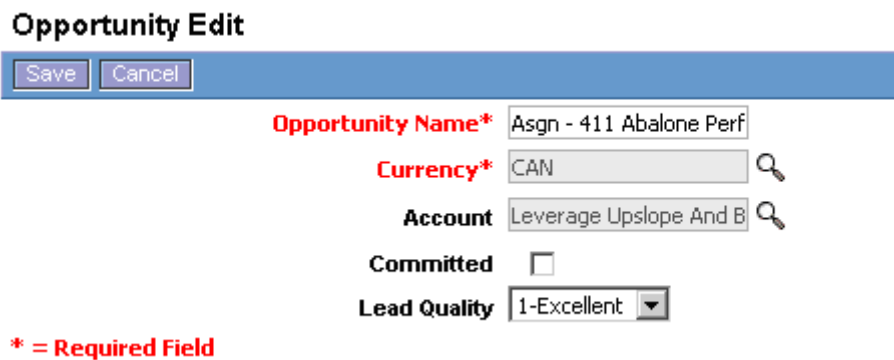 Opportunity Edit
Save Cancel
Opportunity Name* Asgn - 411 Abalone Perf
Currency* CAN
Account Leverage Upslope And B
Committed
Lead Quality 1-Excellent
* = Required Field